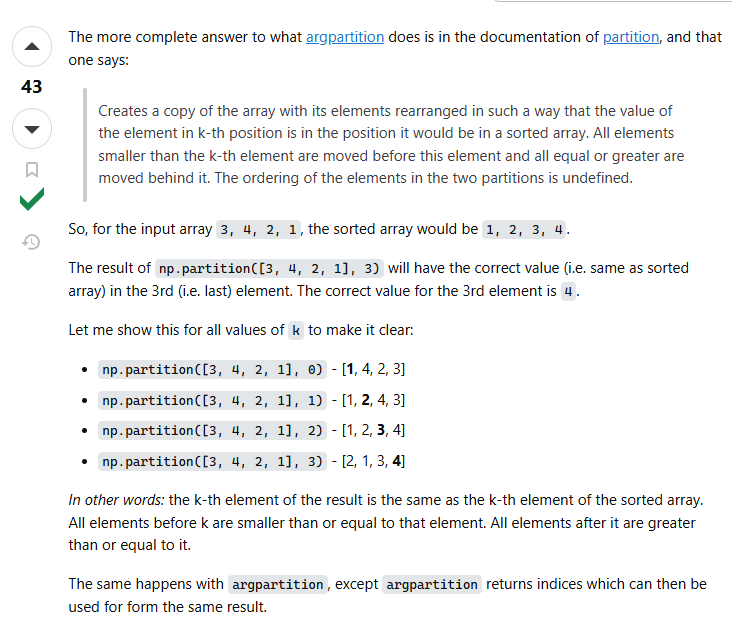 The more complete answer to what argpartition does is in the documentation of partition, and that
one says:
43
Creates a copy of the array with its elements rearranged in such a way that the value of
the element in k-th position is in the position it would be in a sorted array. All elements
smaller than the k-th element are moved before this element and all equal or greater are
moved behind it. The ordering of the elements in the two partitions is undefined.
So, for the input array 3, 4, 2, 1, the sorted array would be 1, 2, 3, 4.
The result of np.partition([3, 4, 2, 1], 3) will have the correct value (i.e. same as sorted
array) in the 3rd (i.e. last) element. The correct value for the 3rd element is 4.
Let me show this for all values of k to make it clear:
• np.partition([3, 4, 2, 1], 0) - [1, 4, 2, 3]
• np.partition([3, 4, 2, 1], 1) - [1, 2, 4, 3]
• np.partition([3, 4, 2, 1], 2) - [1, 2, 3, 4]
• np.partition([3, 4, 2, 1], 3) - [2, 1, 3, 4]
In other words: the k-th element of the result is the same as the k-th element of the sorted array.
All elements before k are smaller than or equal to that element. All elements after it are greater
than or equal to it.
The same happens with argpartition, except argpartition returns indices which can then be
used for form the same result.